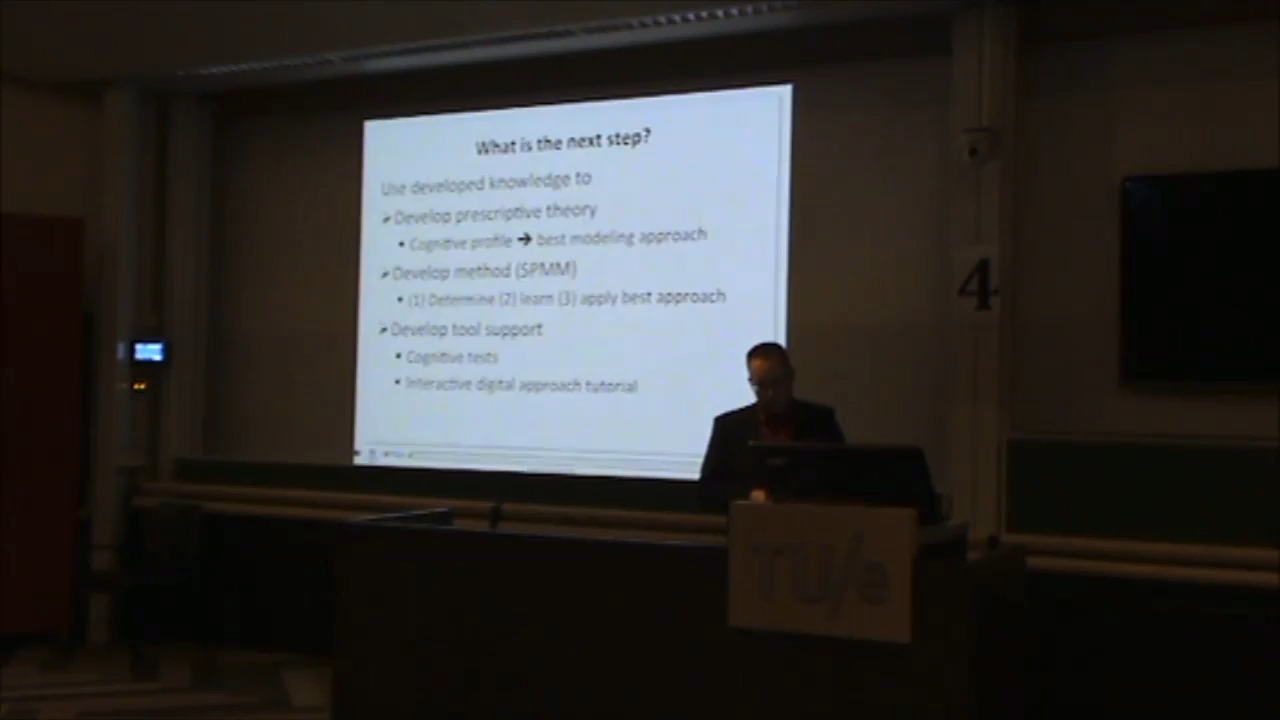 What is the next step?
Use developed knowledge to
➢ Develop prescriptive theory
▪ Cognitive profile ➔ best modeling approach
➢ Develop method (SPMM)
▪ (1) Determine (2) learn (3) apply best approach
➢ Develop tool support
▪ Cognitive tests
▪ Interactive digital approach tutorial
4
TU/e